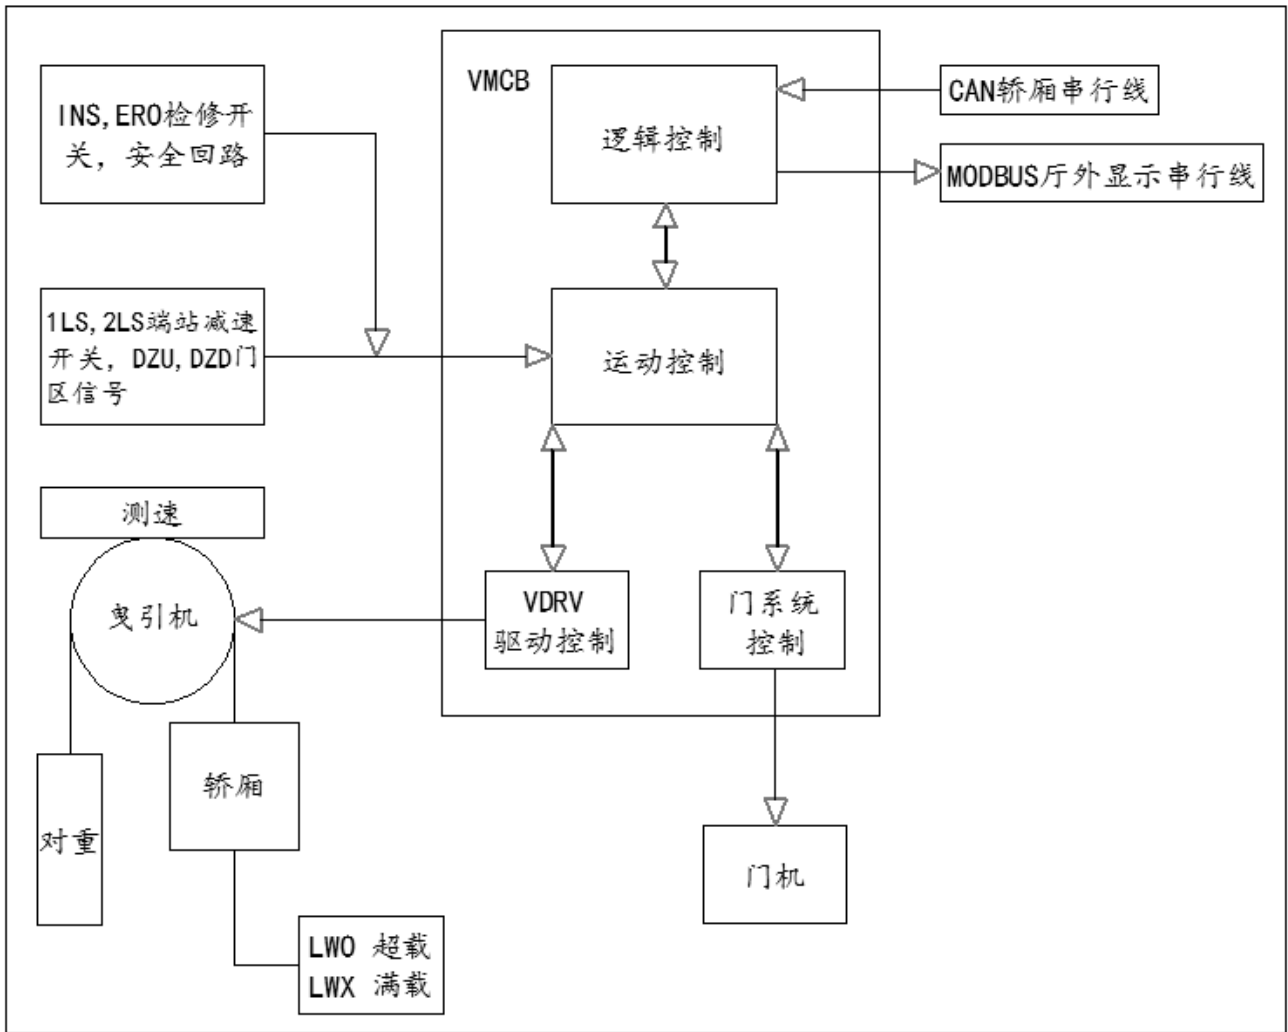 VMCB
INS,ERO检修开
关，安全回路
逻辑控制
CAN轿厢串行线
MODBUS厅外显示串行线
1LS,2LS端站减速
开关，DZU,DZD门
区信号
运动控制
测速
曳引机
VDRV
驱动控制
门系统
控制
轿厢
对重
门机
LWO 超载
LWX 满载